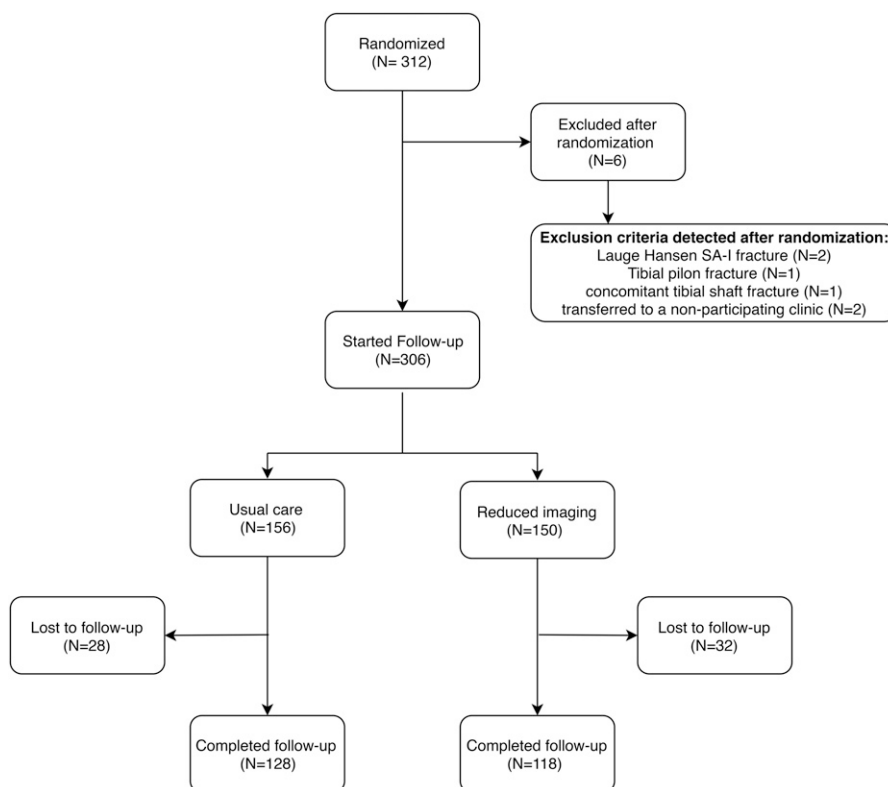 Randomized
(N= 312)
Excluded after
randomization
(N=6)
Exclusion criteria detected after randomization:
Lauge Hansen SA-I fracture (N=2)
Tibial pilon fracture (N=1)
concomitant tibial shaft fracture (N=1)
transferred to a non-participating clinic (N=2)
Started Follow-up
(N=306)
Usual care
(N=156)
Reduced imaging
(N=150)
Lost to follow-up
(N=28)
Lost to follow-up
(N=32)
Completed follow-up
(N=128)
Completed follow-up
(N=118)